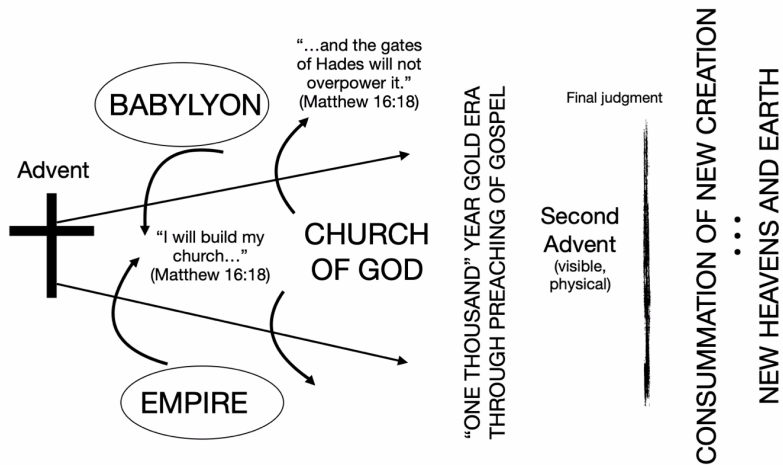 Advent
BABYLYON
"…and the gates
of Hades will not
overpower it."
(Matthew 16:18)
"I will build my
church…"
(Matthew 16:18)
EMPIRE
CHURCH
OF GOD
"ONE THOUSAND" YEAR GOLD ERA
THROUGH PREACHING OF GOSPEL
Second
Advent
(visible,
physical)
Final judgment
CONSUMMATION OF NEW CREATION
…
NEW HEAVENS AND EARTH